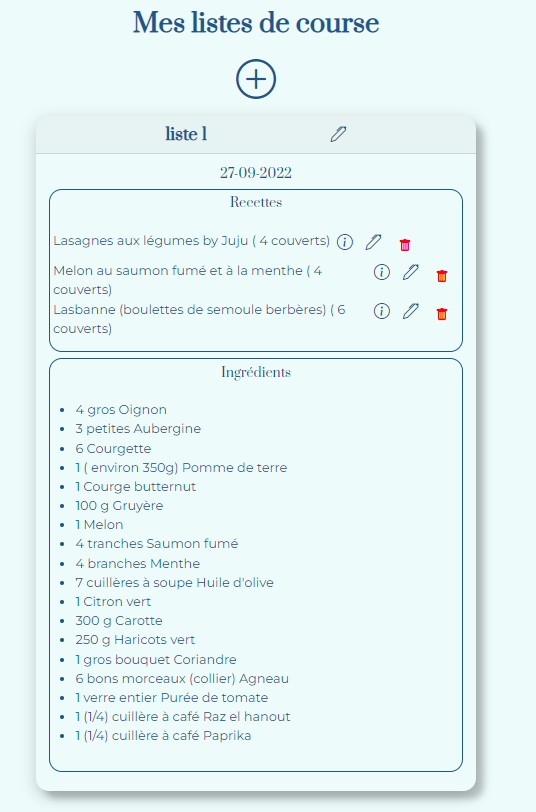 Mes listes de course
liste 1
27-09-2022
Recettes
Lasagnes aux légumes by Juju ( 4 couverts)
Melon au saumon fumé et à la menthe ( 4
couverts)
Lasbanne (boulettes de semoule berbères) ( 6
couverts)
Ingrédients
4 gros Oignon
3 petites Aubergine
6 Courgette
1 ( environ 350g) Pomme de terre
1 Courge butternut
100 g Gruyère
1 Melon
4 tranches Saumon fumé
4 branches Menthe
7 cuillères à soupe Huile d'olive
1 Citron vert
300 g Carotte
250 g Haricots vert
1 gros bouquet Coriandre
6 bons morceaux (collier) Agneau
1 verre entier Purée de tomate
1 (1/4) cuillère à café Raz el hanout
1 (1/4) cuillère à café Paprika